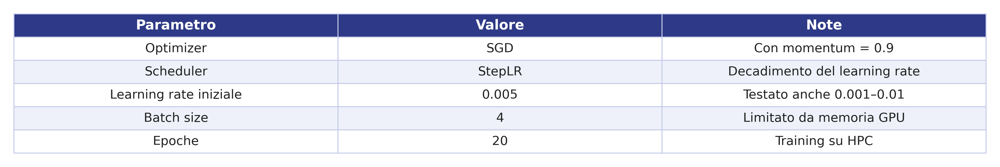 Parametro Valore Note
Optimizer SGD Con momentum = 0.9
Scheduler StepLR Decadimento del learning rate
Learning rate iniziale 0.005 Testato anche 0.001–0.01
Batch size 4 Limitato da memoria GPU
Epoche 20 Training su HPC